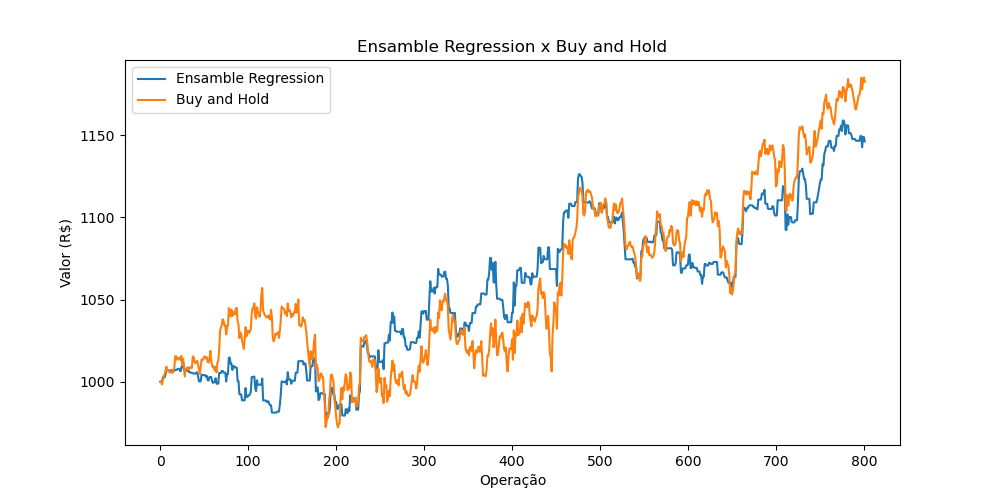 Ensamble Regression x Buy and Hold
Ensamble Regression
Buy and Hold
Valor (R$)
1150
1100
1050
1000
0 100 200 300 400 500 600 700 800
Operação